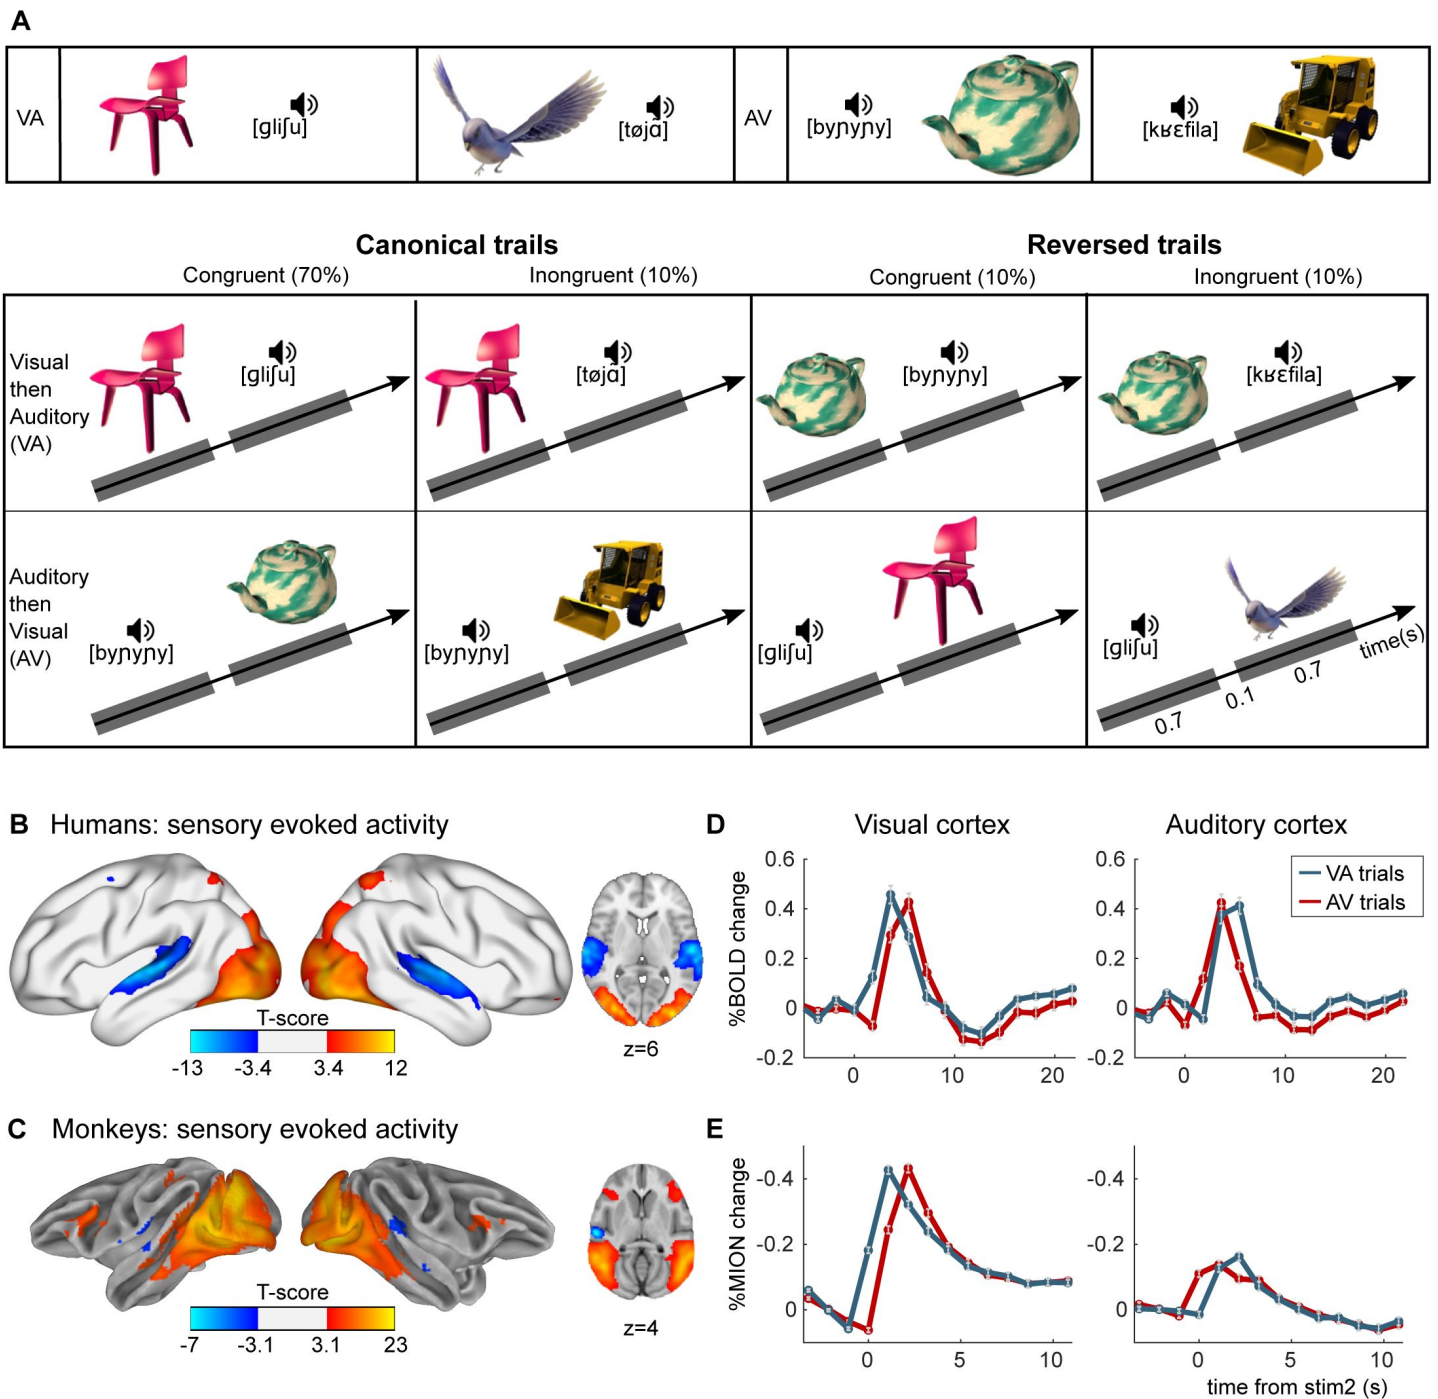 A
VA
[gliʃu]
[tøjɑ̃]
AV
[byɲyɲy]
[kʁɛfila]
Canonical trails
Reversed trails
Congruent (70%)
Inongruent (10%)
Congruent (10%)
Inongruent (10%)
Visual
then
Auditory
(VA)
[gliʃu]
[tøjɑ̃]
[byɲyɲy]
[kʁɛfila]
Auditory
then
Visual
(AV)
[byɲyɲy]
[byɲyɲy]
[gliʃu]
[gliʃu]
0.7
0.1
0.7
time(s)
B Humans: sensory evoked activity
T-score
-13 -3.4 3.4 12
z=6
C Monkeys: sensory evoked activity
T-score
-7 -3.1 3.1 23
z=4
D Visual cortex
Auditory cortex
%BOLD change
0.6
0.4
0.2
0
-0.2
0 10 20
0.6
0.4
0.2
0
-0.2
0 10 20
VA trials
AV trials
E
%MION change
-0.4
-0.2
0
0 5 10
-0.4
-0.2
0
0 5 10
time from stim2 (s)